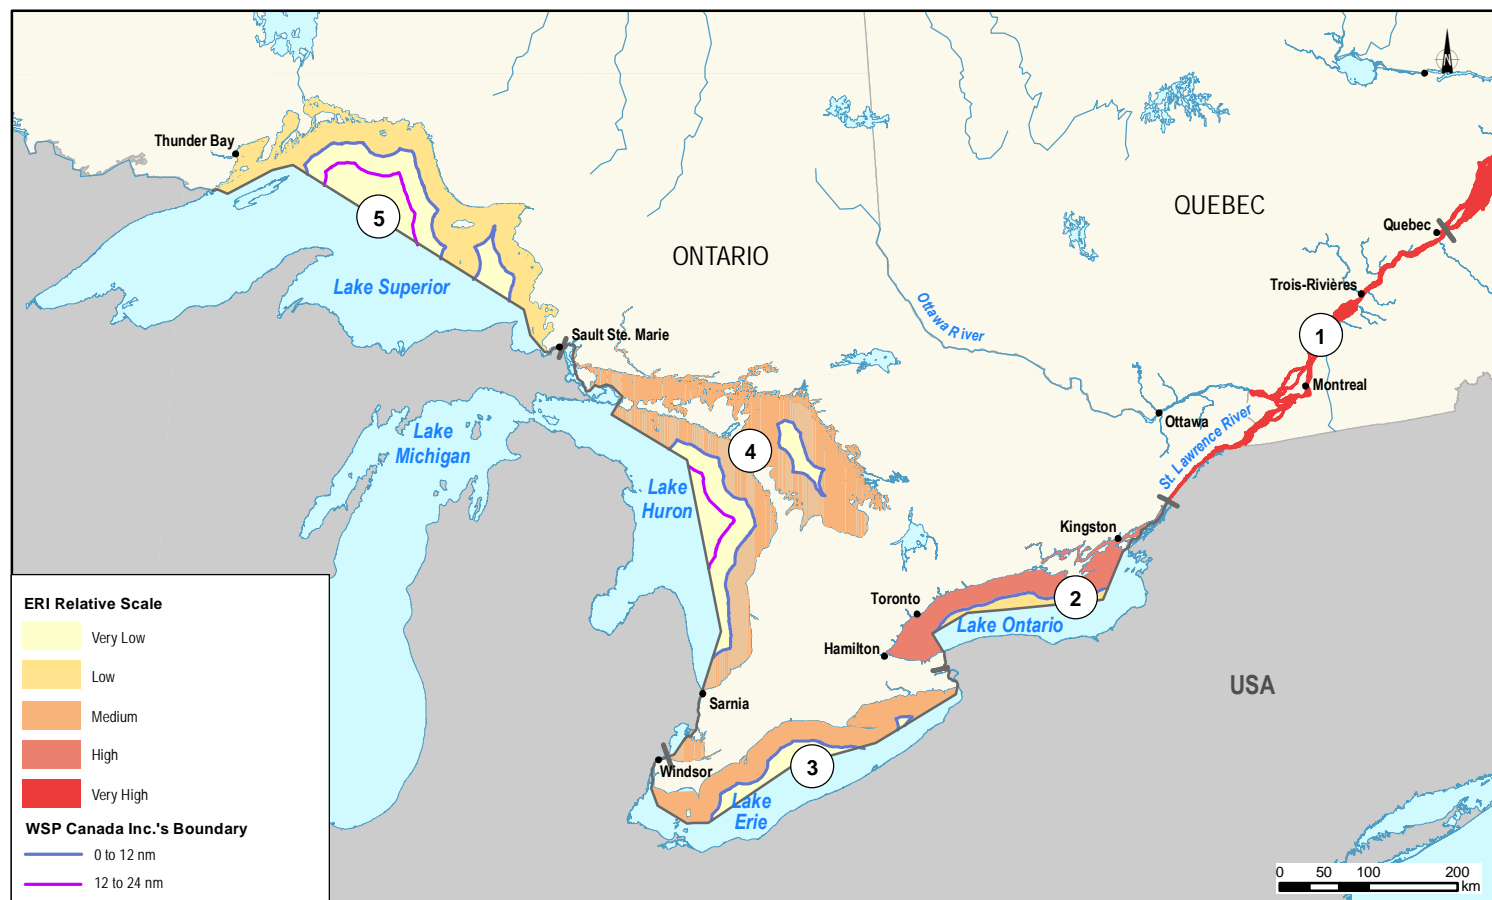 Thunder Bay
5
Lake Superior
ONTARIO
QUEBEC
Quebec
Trois-Rivières
1
Montreal
Ottawa River
Ottawa
St. Lawrence River
Sault Ste. Marie
Lake
Michigan
4
Lake
Huron
Kingston
Toronto
2
Lake Ontario
Hamilton
USA
Sarnia
Windsor
3
Lake
Erie
ERI Relative Scale
Very Low
Low
Medium
High
Very High
WSP Canada Inc.'s Boundary
0 to 12 nm
12 to 24 nm
0 50 100 200
km